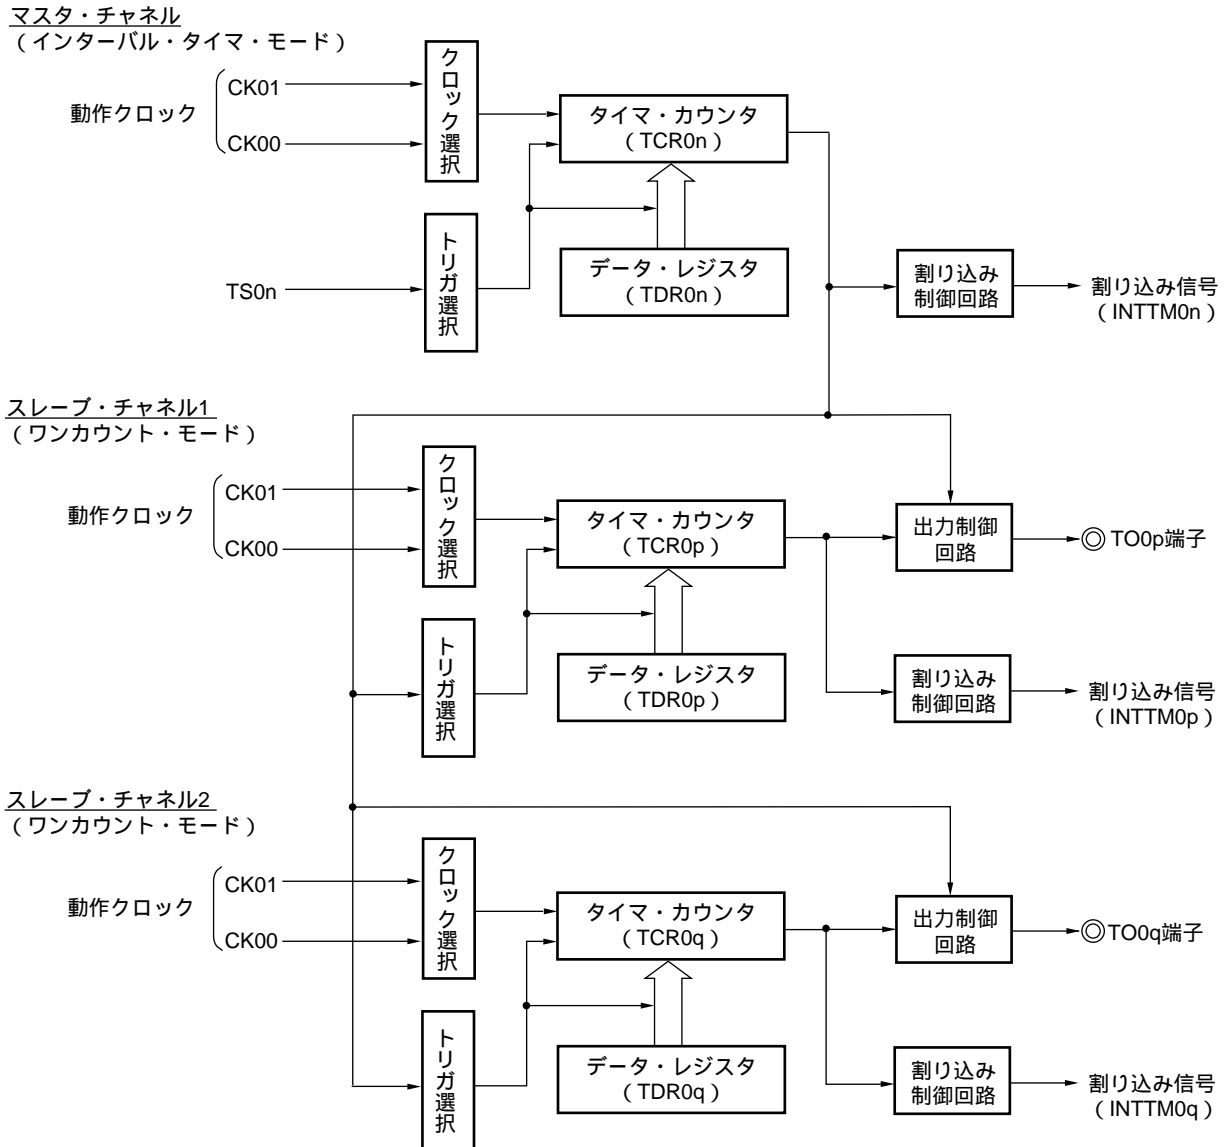 マスタ・チャネル
(インターバル・タイマ・モード)
動作クロック
CK01
CK00
クロック選択
タイマ・カウンタ
(TCR0n)
TS0n
トリガ選択
データ・レジスタ
(TDR0n)
割り込み
制御回路
割り込み信号
(INTTM0n)
スレーブ・チャネル1
(ワンカウント・モード)
動作クロック
CK01
CK00
クロック選択
タイマ・カウンタ
(TCR0p)
出力制御
回路
TO0p端子
トリガ選択
データ・レジスタ
(TDR0p)
割り込み
制御回路
割り込み信号
(INTTM0p)
スレーブ・チャネル2
(ワンカウント・モード)
動作クロック
CK01
CK00
クロック選択
タイマ・カウンタ
(TCR0q)
出力制御
回路
TO0q端子
トリガ選択
データ・レジスタ
(TDR0q)
割り込み
制御回路
割り込み信号
(INTTM0q)